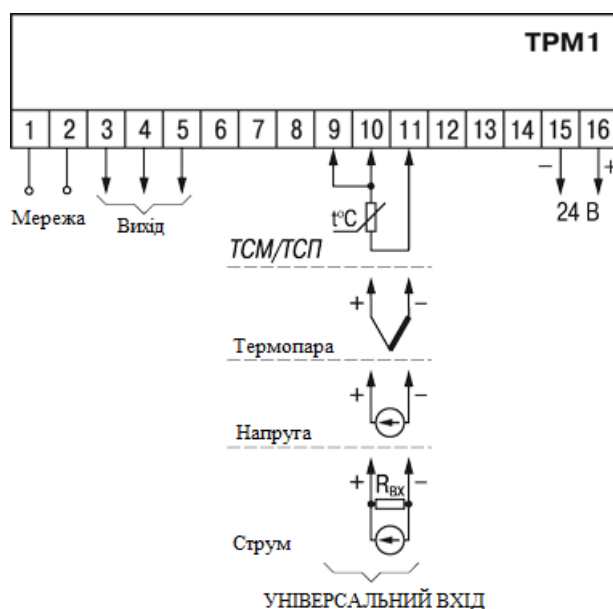 ТРМ1
1 2 3 4 5 6 7 8 9 10 11 12 13 14 15 16
Мережа
Вихід
t°C
− +
24 В
ТСМ/ТСП
+ −
Термопара
+ −
Напруга
+ −
Rвх
Струм
УНІВЕРСАЛЬНИЙ ВХІД